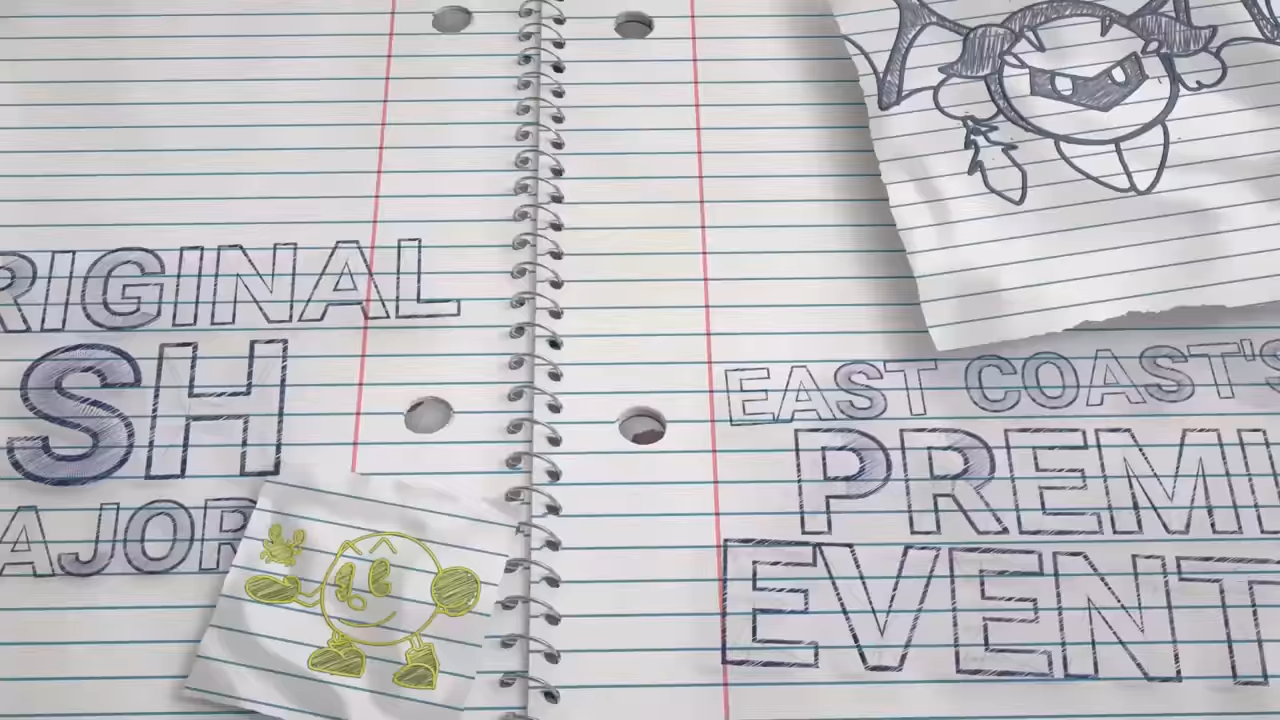 RIGINAL
SH
AJOR
EAST COAST'S
PREMI
EVENT